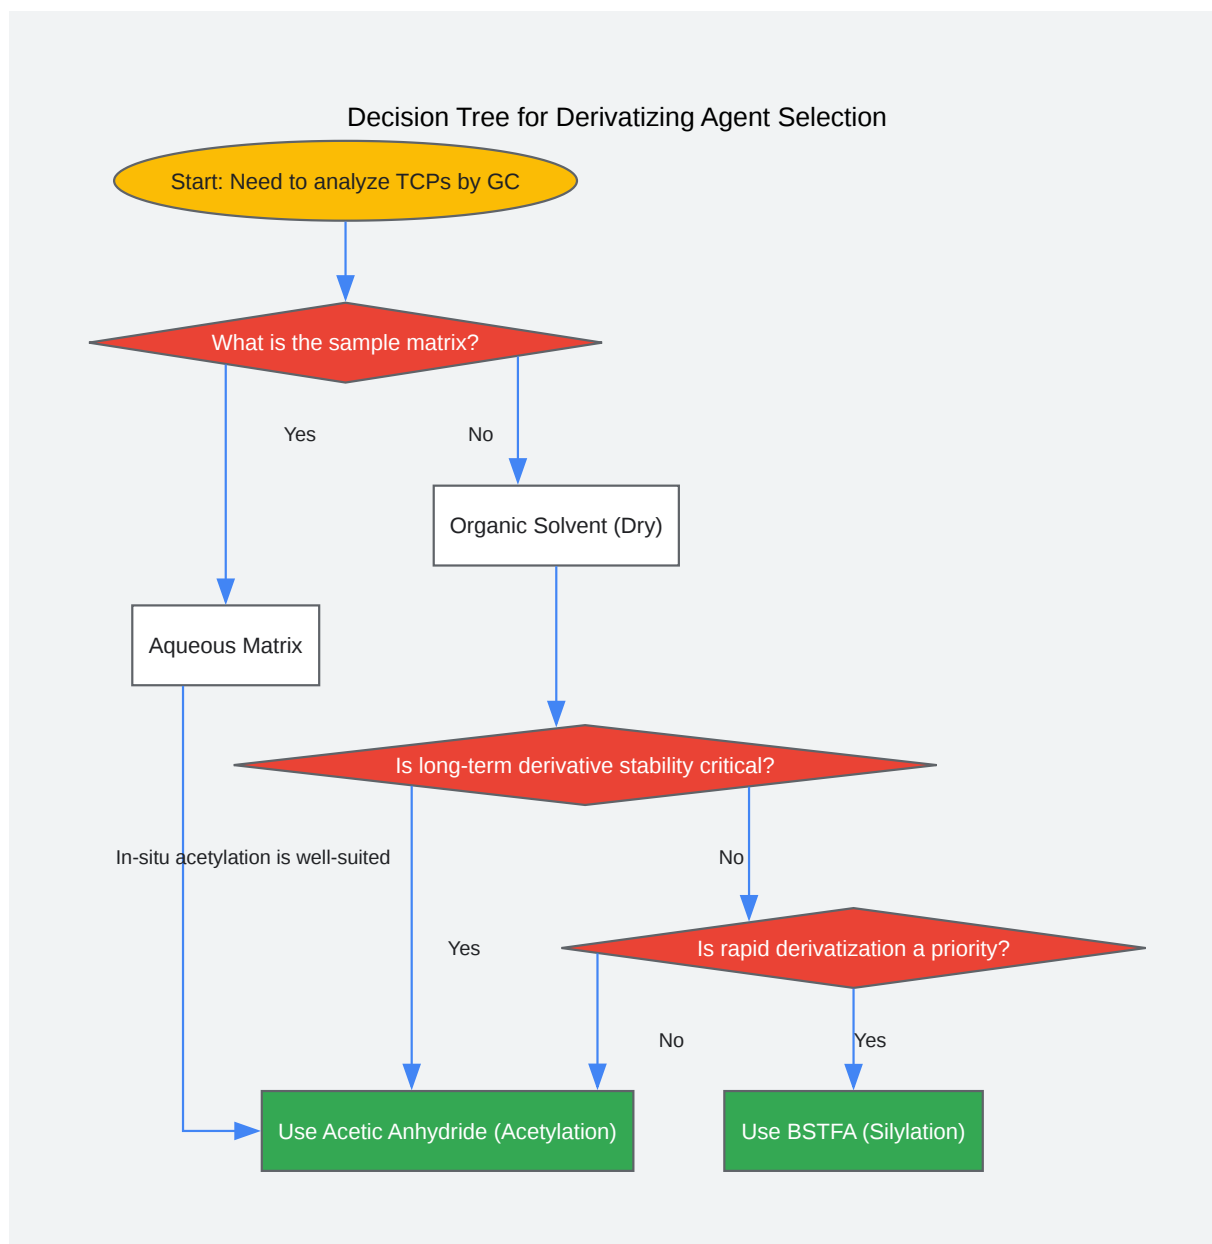 Decision Tree for Derivatizing Agent Selection
Start: Need to analyze TCPs by GC
What is the sample matrix?
Yes
No
Organic Solvent (Dry)
Aqueous Matrix
Is long-term derivative stability critical?
In-situ acetylation is well-suited
No
Yes
Is rapid derivatization a priority?
No
Yes
Use Acetic Anhydride (Acetylation)
Use BSTFA (Silylation)